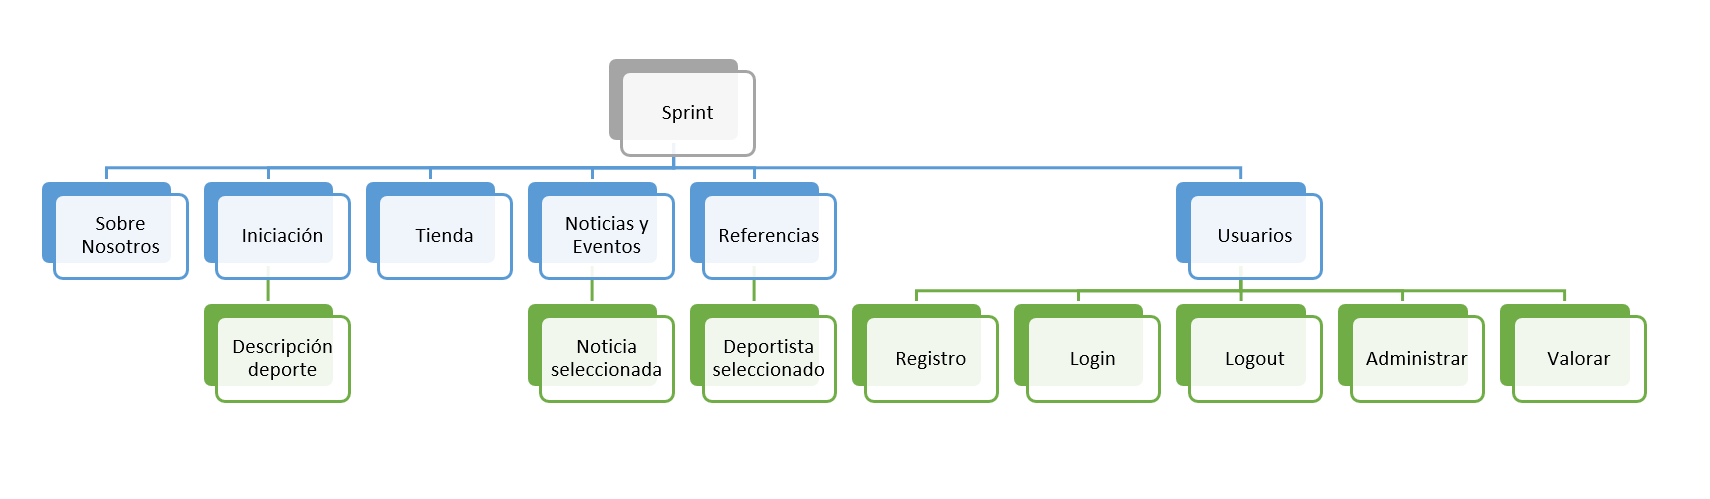 Sprint
Sobre
Nosotros
Iniciación
Tienda
Noticias y
Eventos
Referencias
Usuarios
Descripción
deporte
Noticia
seleccionada
Deportista
seleccionado
Registro
Login
Logout
Administrar
Valorar